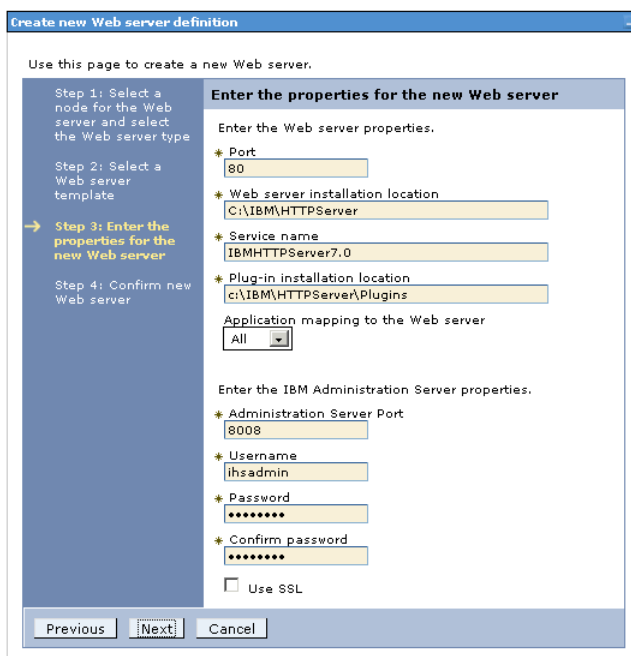 Create new Web server definition
Use this page to create a new Web server.
Step 1: Select a
node for the Web
server and select
the Web server type
Step 2: Select a
Web server
template
Step 3: Enter the
properties for the
new Web server
Step 4: Confirm new
Web server
Enter the properties for the new Web server
Enter the Web server properties.
* Port
80
* Web server installation location
C:\IBM\HTTPServer
* Service name
IBMHTTPServer7.0
* Plug-in installation location
c:\IBM\HTTPServer\Plugins
Application mapping to the Web server
All
Enter the IBM Administration Server properties.
* Administration Server Port
8008
* Username
ihsadmin
* Password
••••••••
* Confirm password
••••••••
Use SSL
Previous Next Cancel